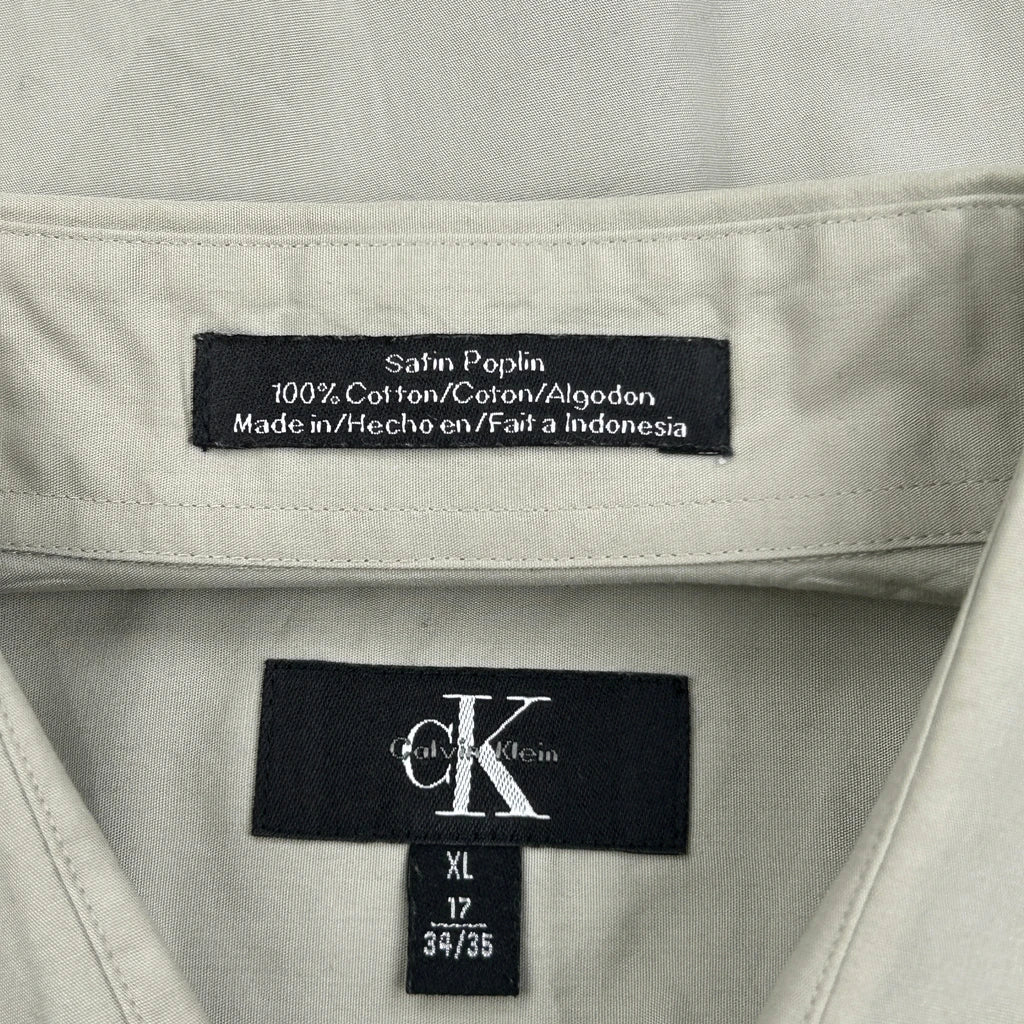 Satin Poplin
100% Cotton/Coton/Algodon
Made in/Hecho en/Fait a Indonesia
CK
Calvin Klein
XL
17
34/35